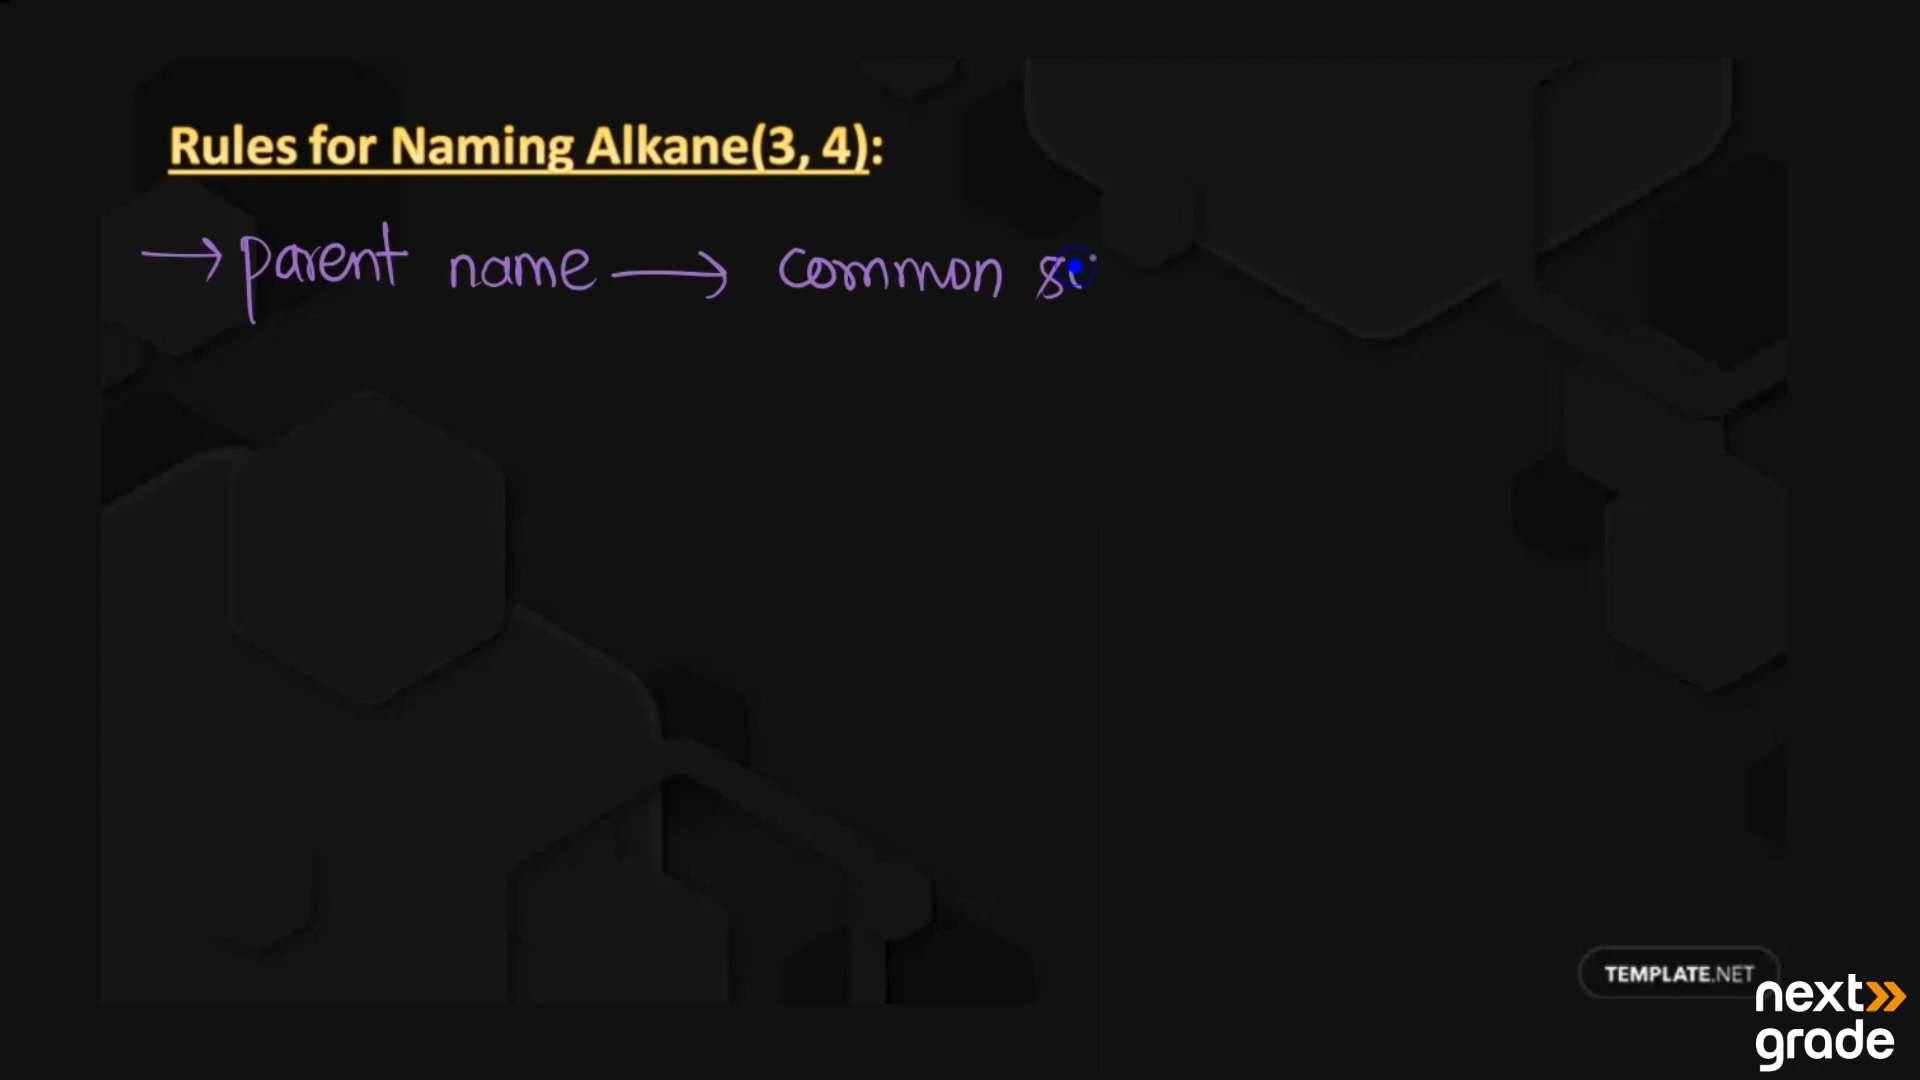 Rules for Naming Alkane(3, 4):
→ parent name → common
TEMPLATE.NET
next
grade